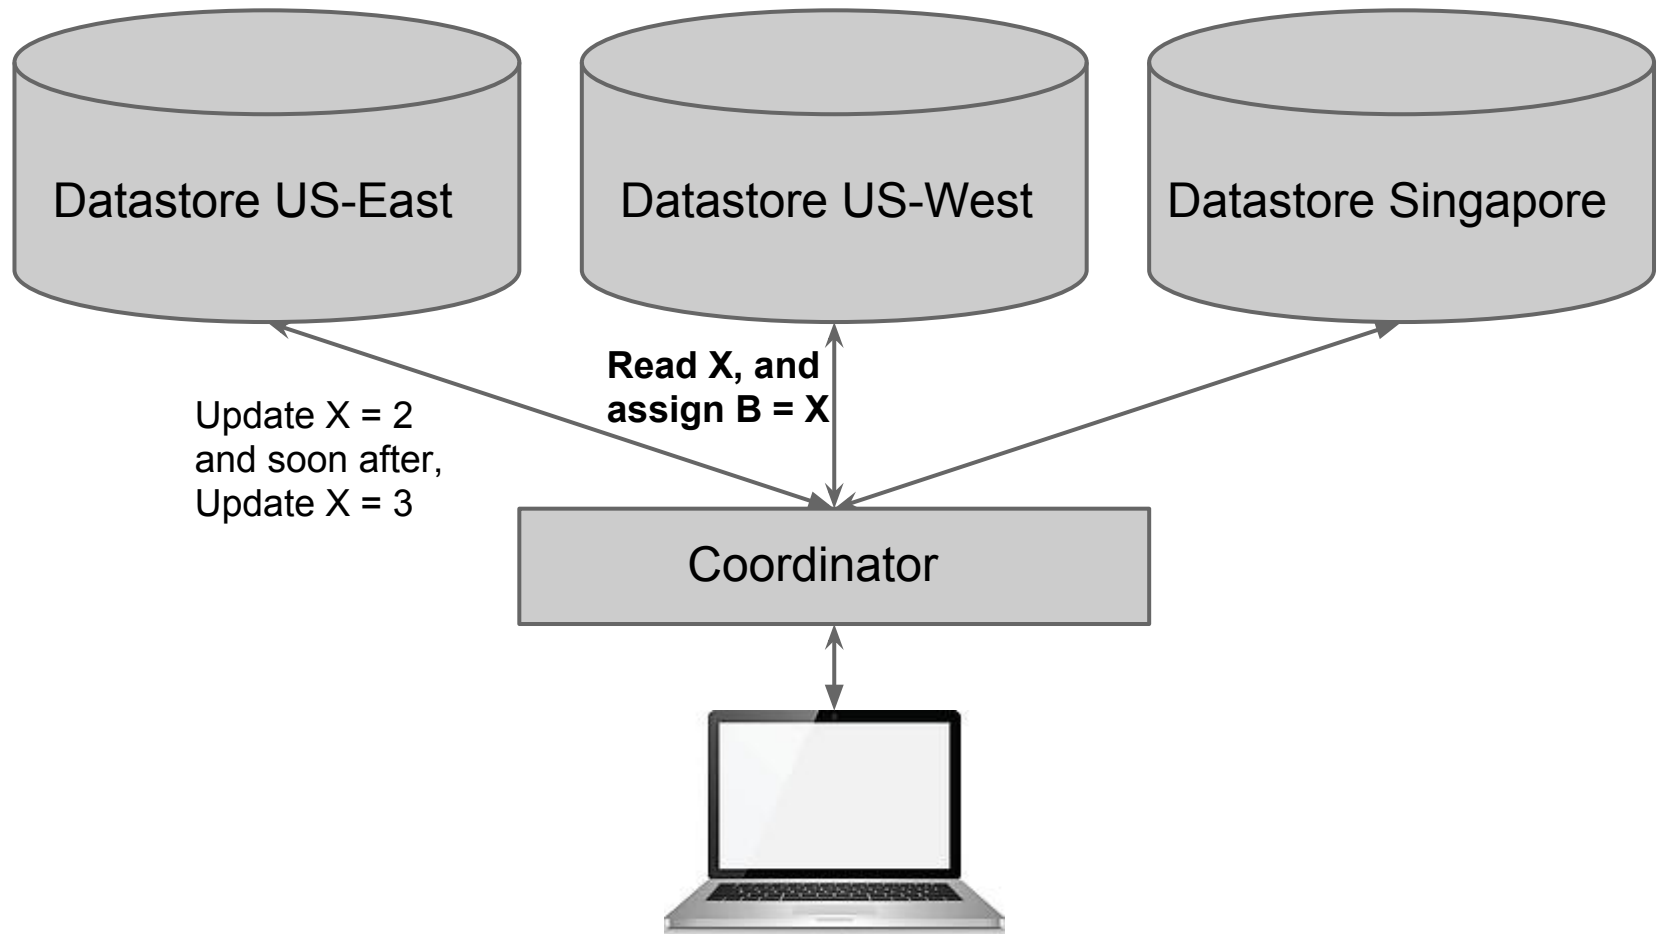 Datastore US-East
Datastore US-West
Datastore Singapore
Read X, and
assign B = X
Update X = 2
and soon after,
Update X = 3
Coordinator